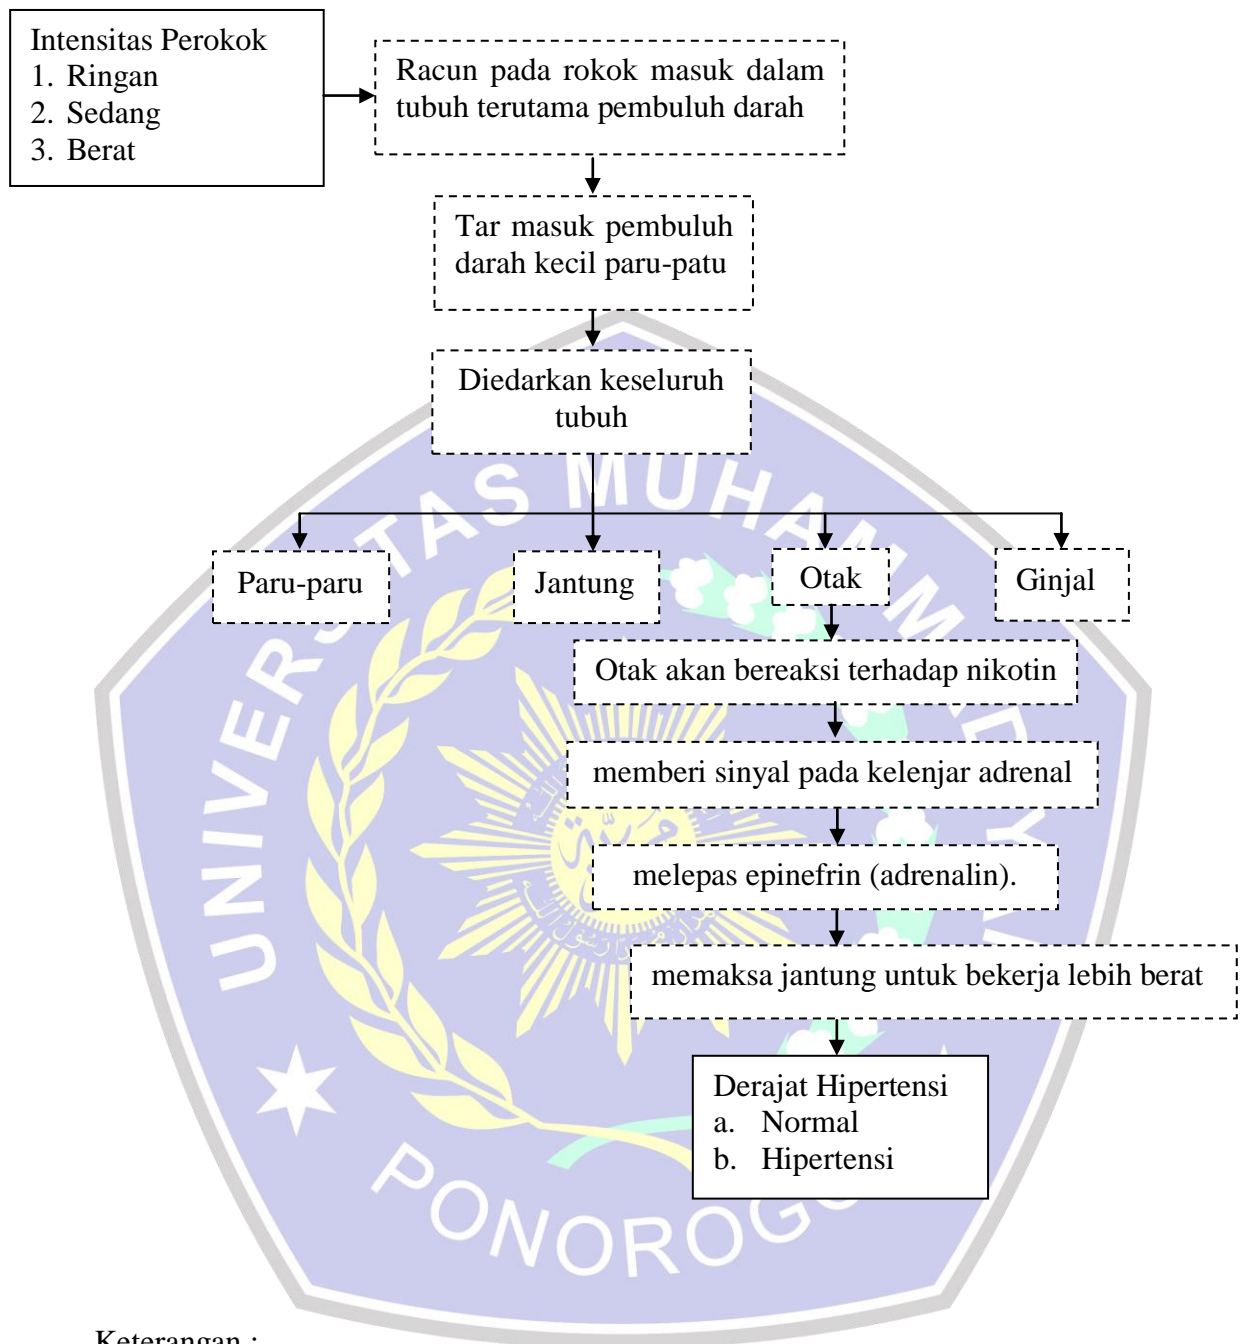 Intensitas Perokok
1. Ringan
2. Sedang
3. Berat
Racun pada rokok masuk dalam
tubuh terutama pembuluh darah
Tar masuk pembuluh
darah kecil paru-patu
Diedarkan keseluruh
tubuh
Paru-paru
Jantung
Otak
Ginjal
Otak akan bereaksi terhadap nikotin
memberi sinyal pada kelenjar adrenal
melepas epinefrin (adrenalin).
memaksa jantung untuk bekerja lebih berat
Derajat Hipertensi
a. Normal
b. Hipertensi
UNIVERSITAS MUHAMMADIYAH
PONOROGO
Keterangan :